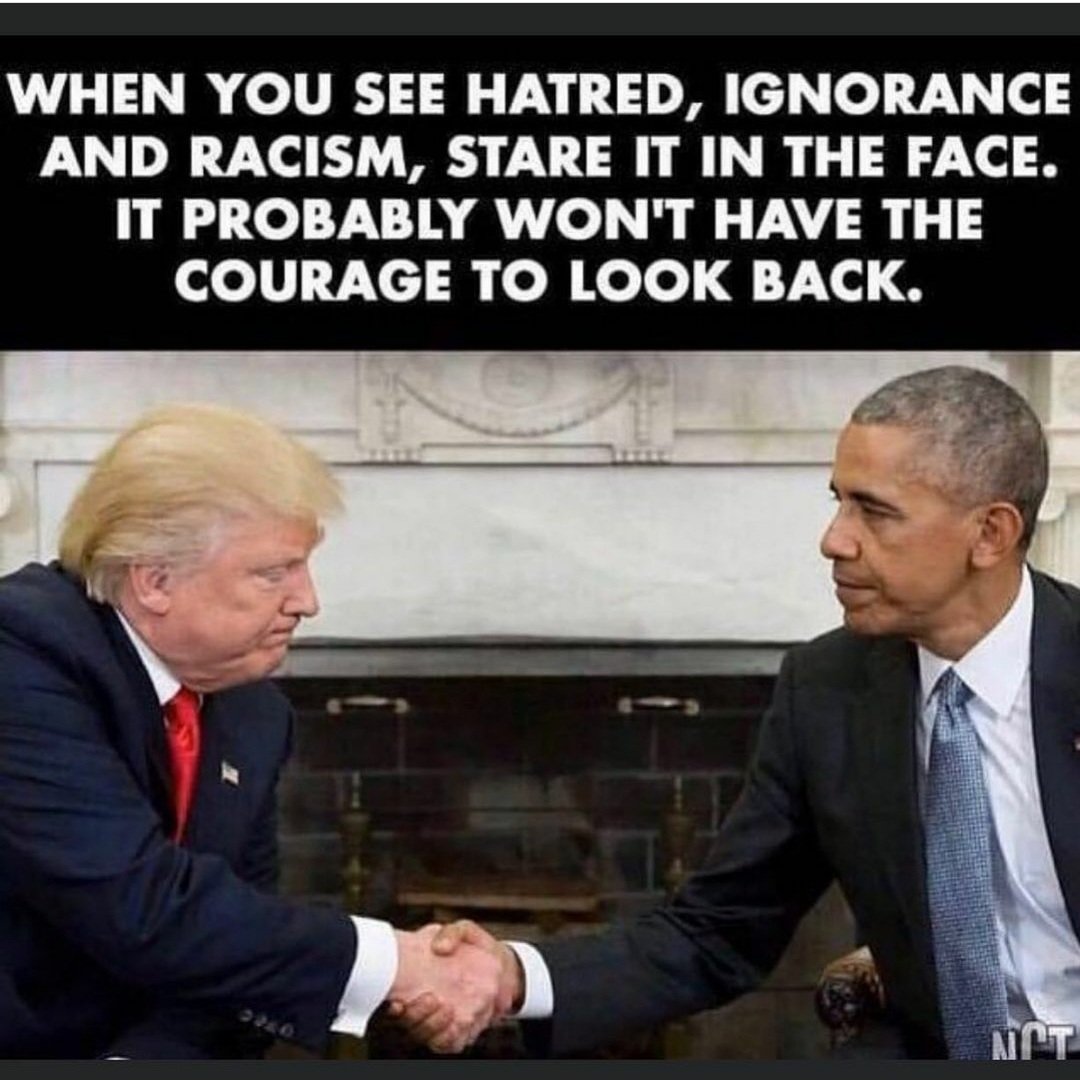 WHEN YOU SEE HATRED, IGNORANCE
AND RACISM, STARE IT IN THE FACE.
IT PROBABLY WON'T HAVE THE
COURAGE TO LOOK BACK.
NCT